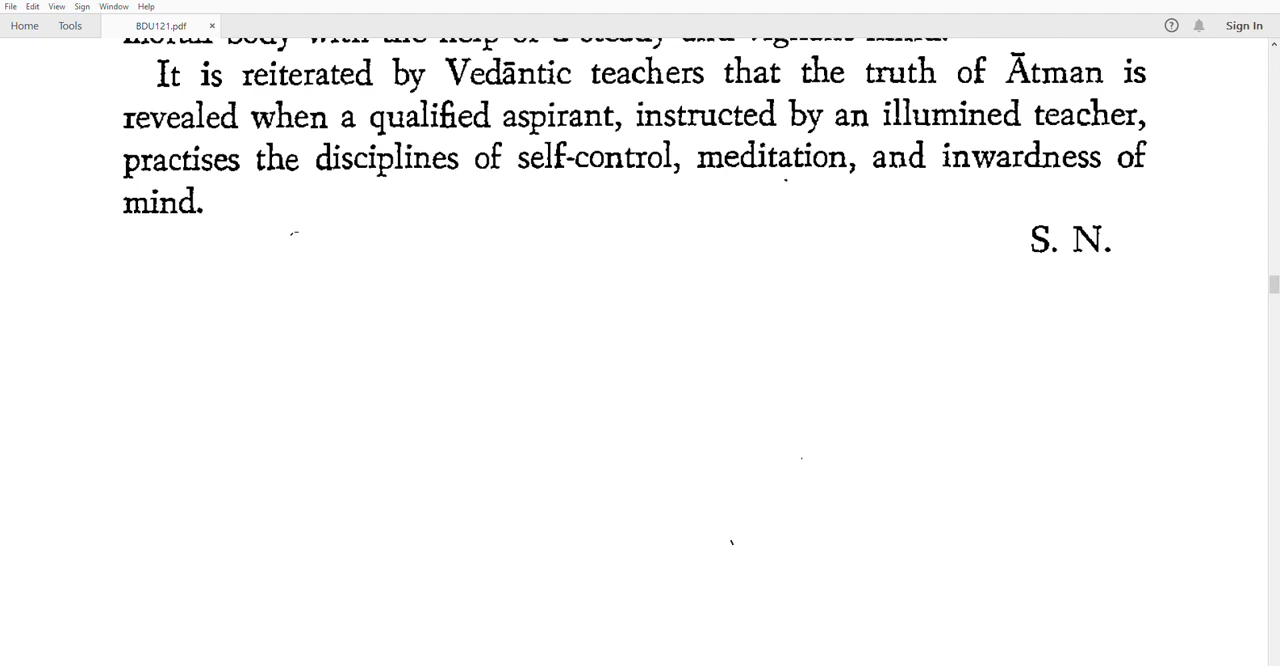 File Edit View Sign Window Help
Home Tools BDU121.pdf × ? Sign In
It is reiterated by Vedāntic teachers that the truth of Ātman is
revealed when a qualified aspirant, instructed by an illumined teacher,
practises the disciplines of self-control, meditation, and inwardness of
mind.
S. N.